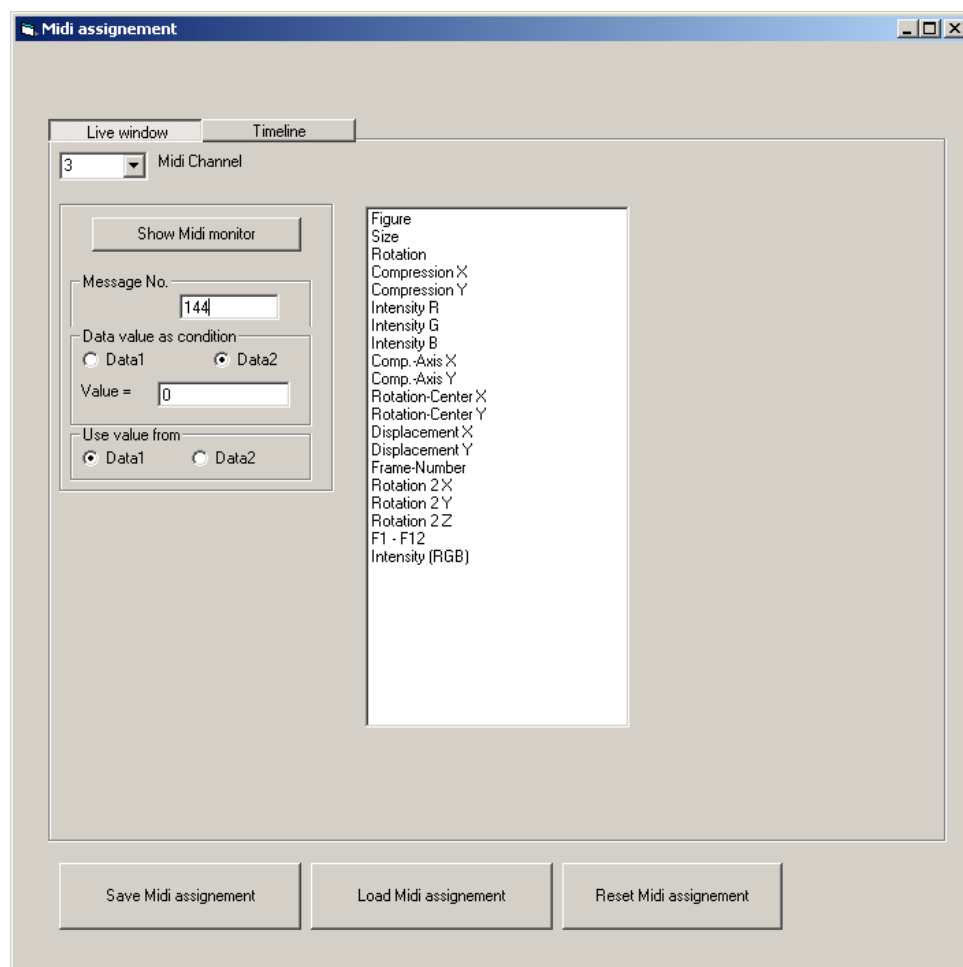 Midi assignement
Live window
Timeline
3
Midi Channel
Show Midi monitor
Message No.
144
Data value as condition
Data1
Data2
Value =
0
Use value from
Data1
Data2
Figure
Size
Rotation
Compression X
Compression Y
Intensity R
Intensity G
Intensity B
Comp.-Axis X
Comp.-Axis Y
Rotation-Center X
Rotation-Center Y
Displacement X
Displacement Y
Frame-Number
Rotation 2 X
Rotation 2 Y
Rotation 2 Z
F1 - F12
Intensity (RGB)
Save Midi assignement
Load Midi assignement
Reset Midi assignement